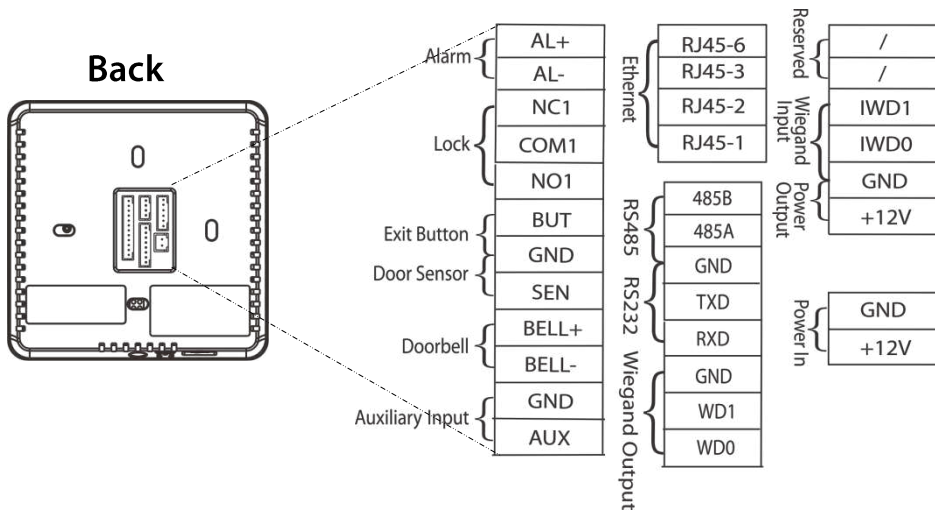 Back
Alarm
AL+
AL-
Lock
NC1
COM1
NO1
Exit Button
BUT
GND
Door Sensor
SEN
Doorbell
BELL+
BELL-
Auxiliary Input
GND
AUX
Ethernet
RJ45-6
RJ45-3
RJ45-2
RJ45-1
RS485
485B
485A
GND
RS232
TXD
RXD
Wiegand Output
GND
WD1
WD0
Reserved
/
/
Wiegand
Input
IWD1
IWD0
GND
Power
Output
+12V
Power In
GND
+12V